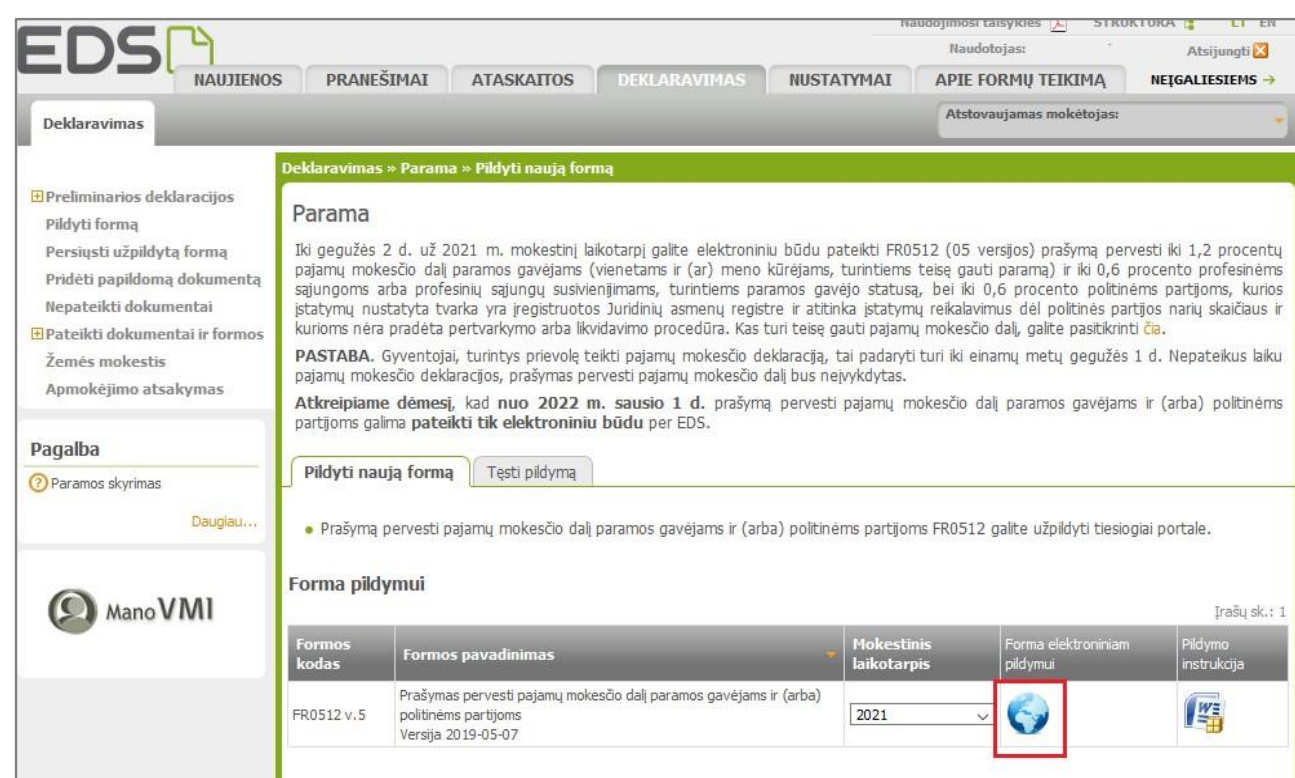 Naudojimosi taisyklės STRUKTŪRA LT EN
EDS
Naudotojas: Atsijungti
NAUJIENOS PRANEŠIMAI ATASKAITOS DEKLARAVIMAS NUSTATYMAI APIE FORMŲ TEIKIMĄ NEĮGALIESIEMS →
Deklaravimas
Atstovaujamas mokėtojas:
Deklaravimas » Parama » Pildyti naują formą
Preliminarios deklaracijos
Pildyti formą
Persiųsti užpildytą formą
Pridėti papildomą dokumentą
Nepateikti dokumentai
Pateikti dokumentai ir formos
Žemės mokestis
Apmokėjimo atsakymas
Pagalba
Paramos skyrimas
Daugiau...
Mano VMI
Parama
Iki gegužės 2 d. už 2021 m. mokestinį laikotarpį galite elektroniniu būdu pateikti FR0512 (05 versijos) prašymą pervesti iki 1,2 procentų
pajamų mokesčio dalį paramos gavėjams (vienetams ir (ar) meno kūrėjams, turintiems teisę gauti paramą) ir iki 0,6 procento profesinėms
sąjungoms arba profesinių sąjungų susivienijimams, turintiems paramos gavėjo statusą, bei iki 0,6 procento politinėms partijoms, kurios
įstatymų nustatyta tvarka yra įregistruotos Juridinių asmenų registre ir atitinka įstatymų reikalavimus dėl politinės partijos narių skaičiaus ir
kurioms nėra pradėta pertvarkymo arba likvidavimo procedūra. Kas turi teisę gauti pajamų mokesčio dalį, galite pasitikrinti čia.
PASTABA. Gyventojai, turintys prievolę teikti pajamų mokesčio deklaraciją, tai padaryti turi iki einamų metų gegužės 1 d. Nepateikus laiku
pajamų mokesčio deklaracijos, prašymas pervesti pajamų mokesčio dalį bus neįvykdytas.
Atkreipiame dėmesį, kad nuo 2022 m. sausio 1 d. prašymą pervesti pajamų mokesčio dalį paramos gavėjams ir (arba) politinėms
partijoms galima pateikti tik elektroniniu būdu per EDS.
Pildyti naują formą Tęsti pildymą
• Prašymą pervesti pajamų mokesčio dalį paramos gavėjams ir (arba) politinėms partijoms FR0512 galite užpildyti tiesiogiai portale.
Forma pildymui
Įrašų sk.: 1
Formos kodas Formos pavadinimas Mokestinis laikotarpis Forma elektroniniam pildymui Pildymo instrukcija
Prašymas pervesti pajamų mokesčio dalį paramos gavėjams ir (arba)
FR0512 v.5 politinėms partijoms 2021
Versija 2019-05-07